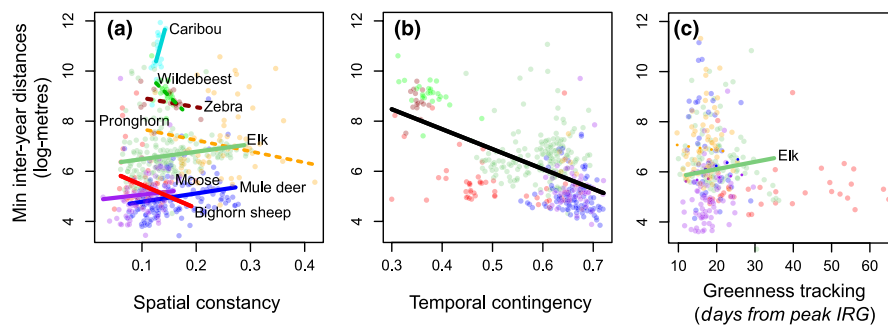 Min inter-year distances
(log-metres)
12
10
8
6
4
(a)
Caribou
Wildebeest
Zebra
Pronghorn
Elk
Moose
Mule deer
Bighorn sheep
0.1 0.2 0.3 0.4
Spatial constancy
12
10
8
6
4
(b)
0.3 0.4 0.5 0.6 0.7
Temporal contingency
12
10
8
6
4
(c)
Elk
10 20 30 40 50 60
Greenness tracking
(days from peak IRG)